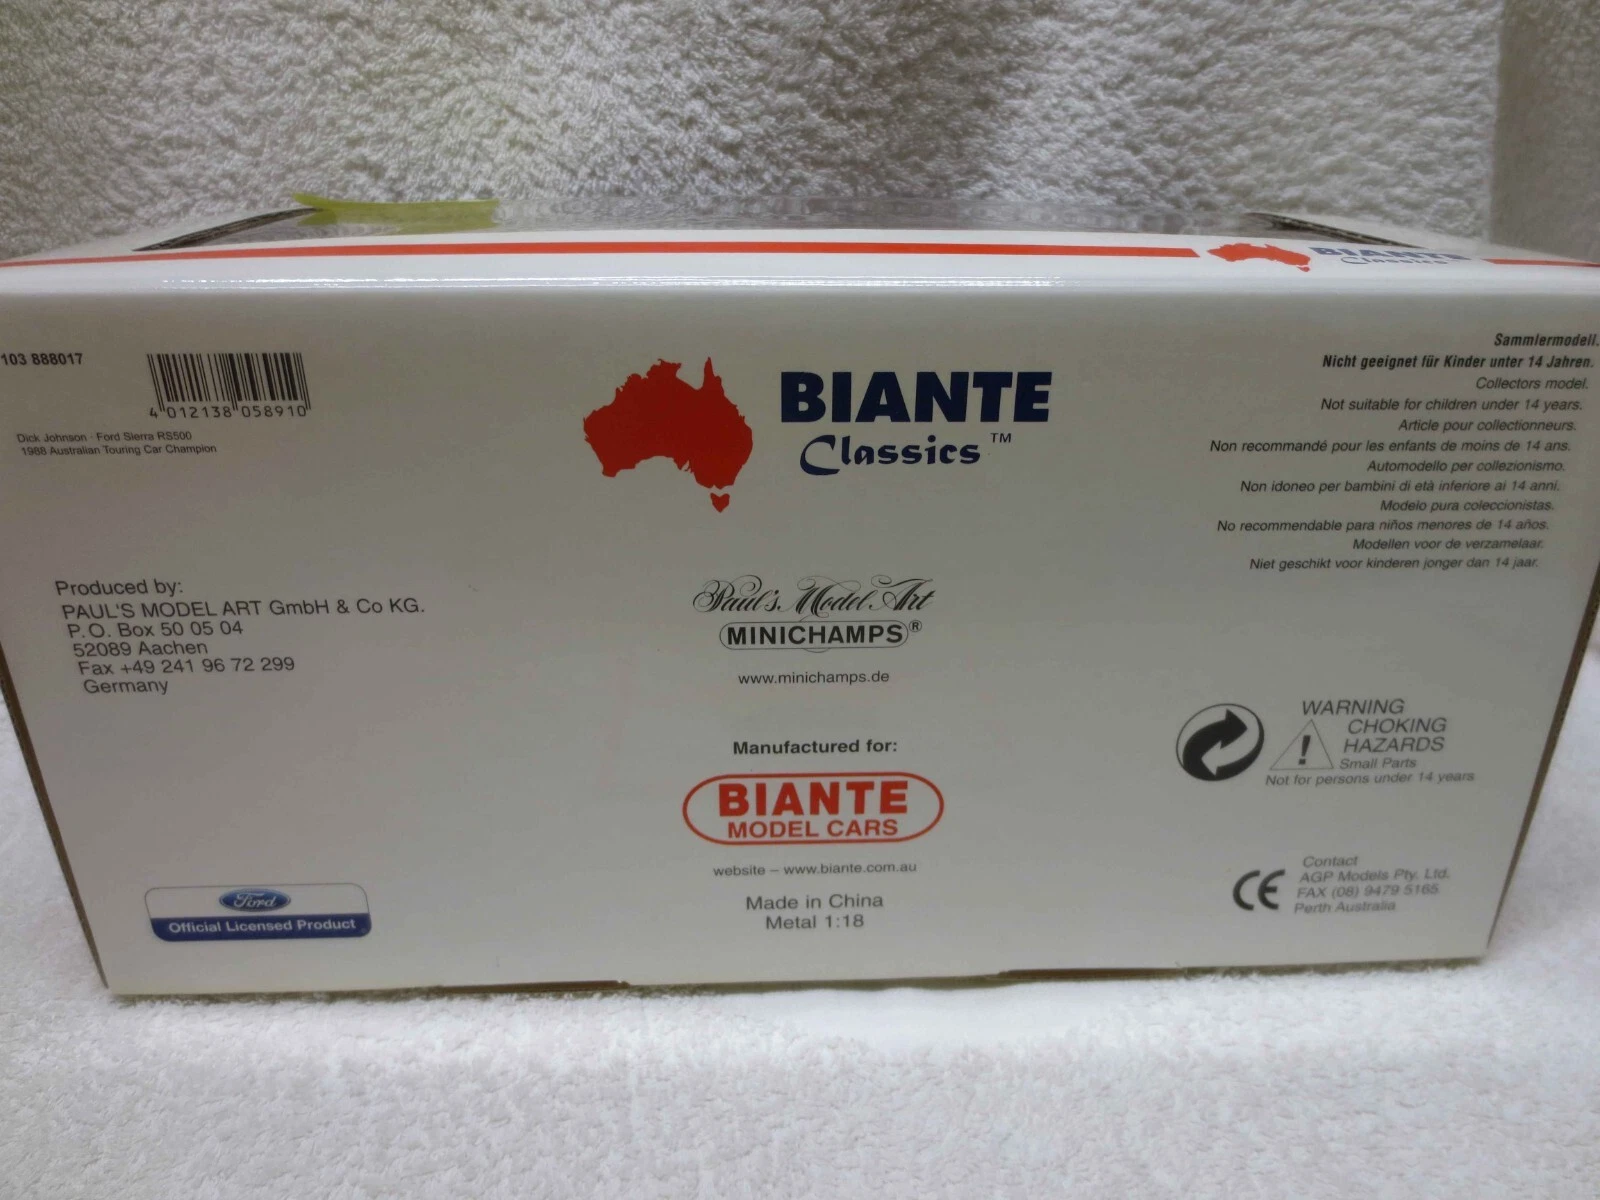 BIANTE
Classics
103 888017
4 012138 058910
Dick Johnson · Ford Sierra RS500
1988 Australian Touring Car Champion
BIANTE
Classics™
Sammlermodell.
Nicht geeignet für Kinder unter 14 Jahren.
Collectors model.
Not suitable for children under 14 years.
Article pour collectionneurs.
Non recommandé pour les enfants de moins de 14 ans.
Automodello per collezionismo.
Non idoneo per bambini di età inferiore ai 14 anni.
Modelo pura coleccionistas.
No recommendable para niños menores de 14 años.
Modellen voor de verzamelaar.
Niet geschikt voor kinderen jonger dan 14 jaar.
Produced by:
PAUL'S MODEL ART GmbH & Co KG.
P.O. Box 50 05 04
52089 Aachen
Fax +49 241 96 72 299
Germany
Paul's Model Art
MINICHAMPS®
www.minichamps.de
Manufactured for:
BIANTE
MODEL CARS
website – www.biante.com.au
Made in China
Metal 1:18
WARNING
CHOKING
HAZARDS
Small Parts
Not for persons under 14 years
Ford
Official Licensed Product
CE
Contact
AGP Models Pty. Ltd.
FAX (08) 9479 5165
Perth Australia